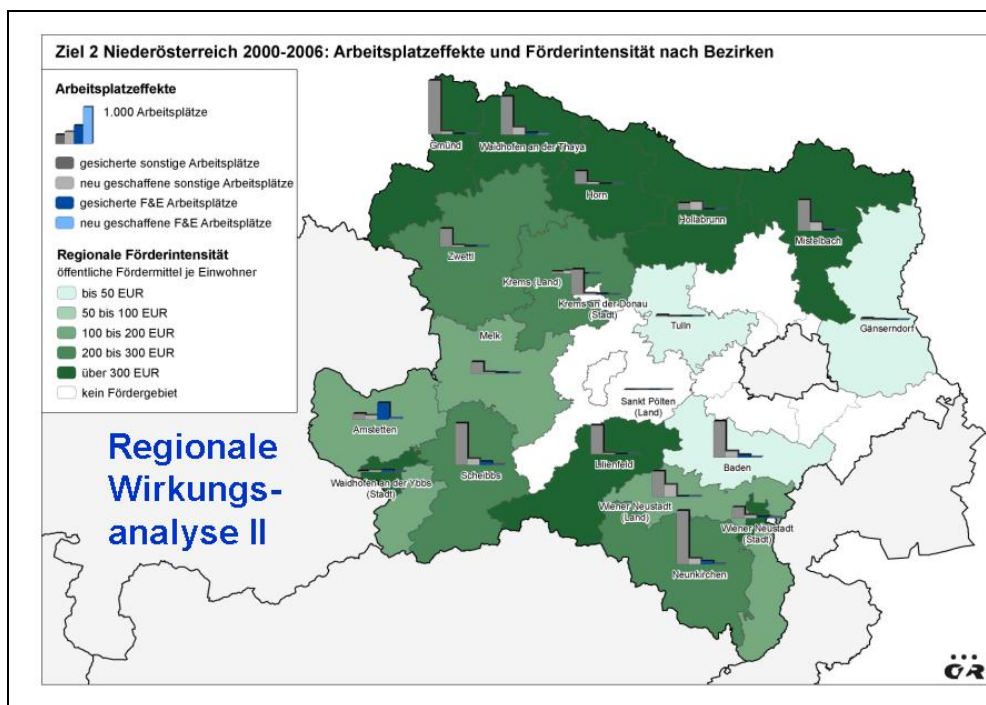 Ziel 2 Niederösterreich 2000-2006: Arbeitsplatzeffekte und Förderintensität nach Bezirken
Arbeitsplatzeffekte
1.000 Arbeitsplätze
gesicherte sonstige Arbeitsplätze
neu geschaffene sonstige Arbeitsplätze
gesicherte F&E Arbeitsplätze
neu geschaffene F&E Arbeitsplätze
Regionale Förderintensität
öffentliche Fördermittel je Einwohner
bis 50 EUR
50 bis 100 EUR
100 bis 200 EUR
200 bis 300 EUR
über 300 EUR
kein Fördergebiet
Gmünd
Waidhofen an der Thaya
Horn
Hollabrunn
Mistelbach
Zwettl
Krems (Land)
Krems an der Donau
(Stadt)
Tulln
Gänserndorf
Melk
Sankt Pölten
(Land)
Amstetten
Waidhofen an der Ybbs
(Stadt)
Scheibbs
Lilienfeld
Baden
Wiener Neustadt
(Land)
Wiener Neustadt
(Stadt)
Neunkirchen
Regionale
Wirkungs-
analyse II
ÖIR